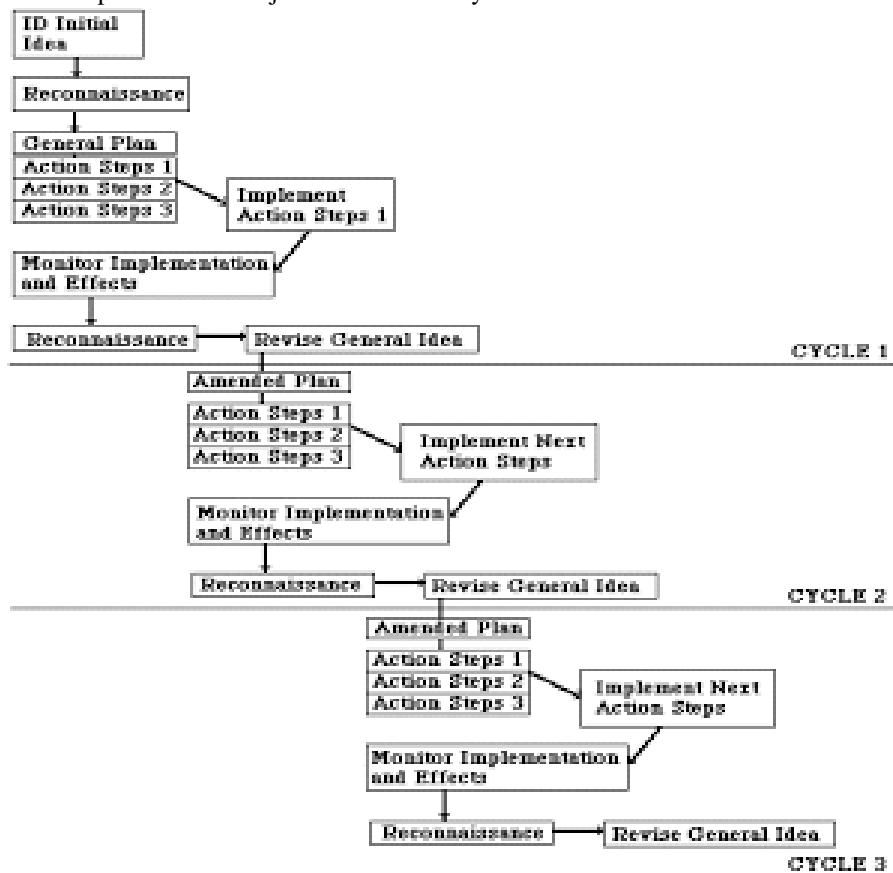 ID Initial
Idea
Reconnaissance
General Plan
Action Steps 1
Action Steps 2
Action Steps 3
Implement
Action Steps 1
Monitor Implementation
and Effects
Reconnaissance
Revise General Idea
CYCLE 1
Amended Plan
Action Steps 1
Action Steps 2
Action Steps 3
Implement Next
Action Steps
Monitor Implementation
and Effects
Reconnaissance
Revise General Idea
CYCLE 2
Amended Plan
Action Steps 1
Action Steps 2
Action Steps 3
Implement Next
Action Steps
Monitor Implementation
and Effects
Reconnaissance
Revise General Idea
CYCLE 3